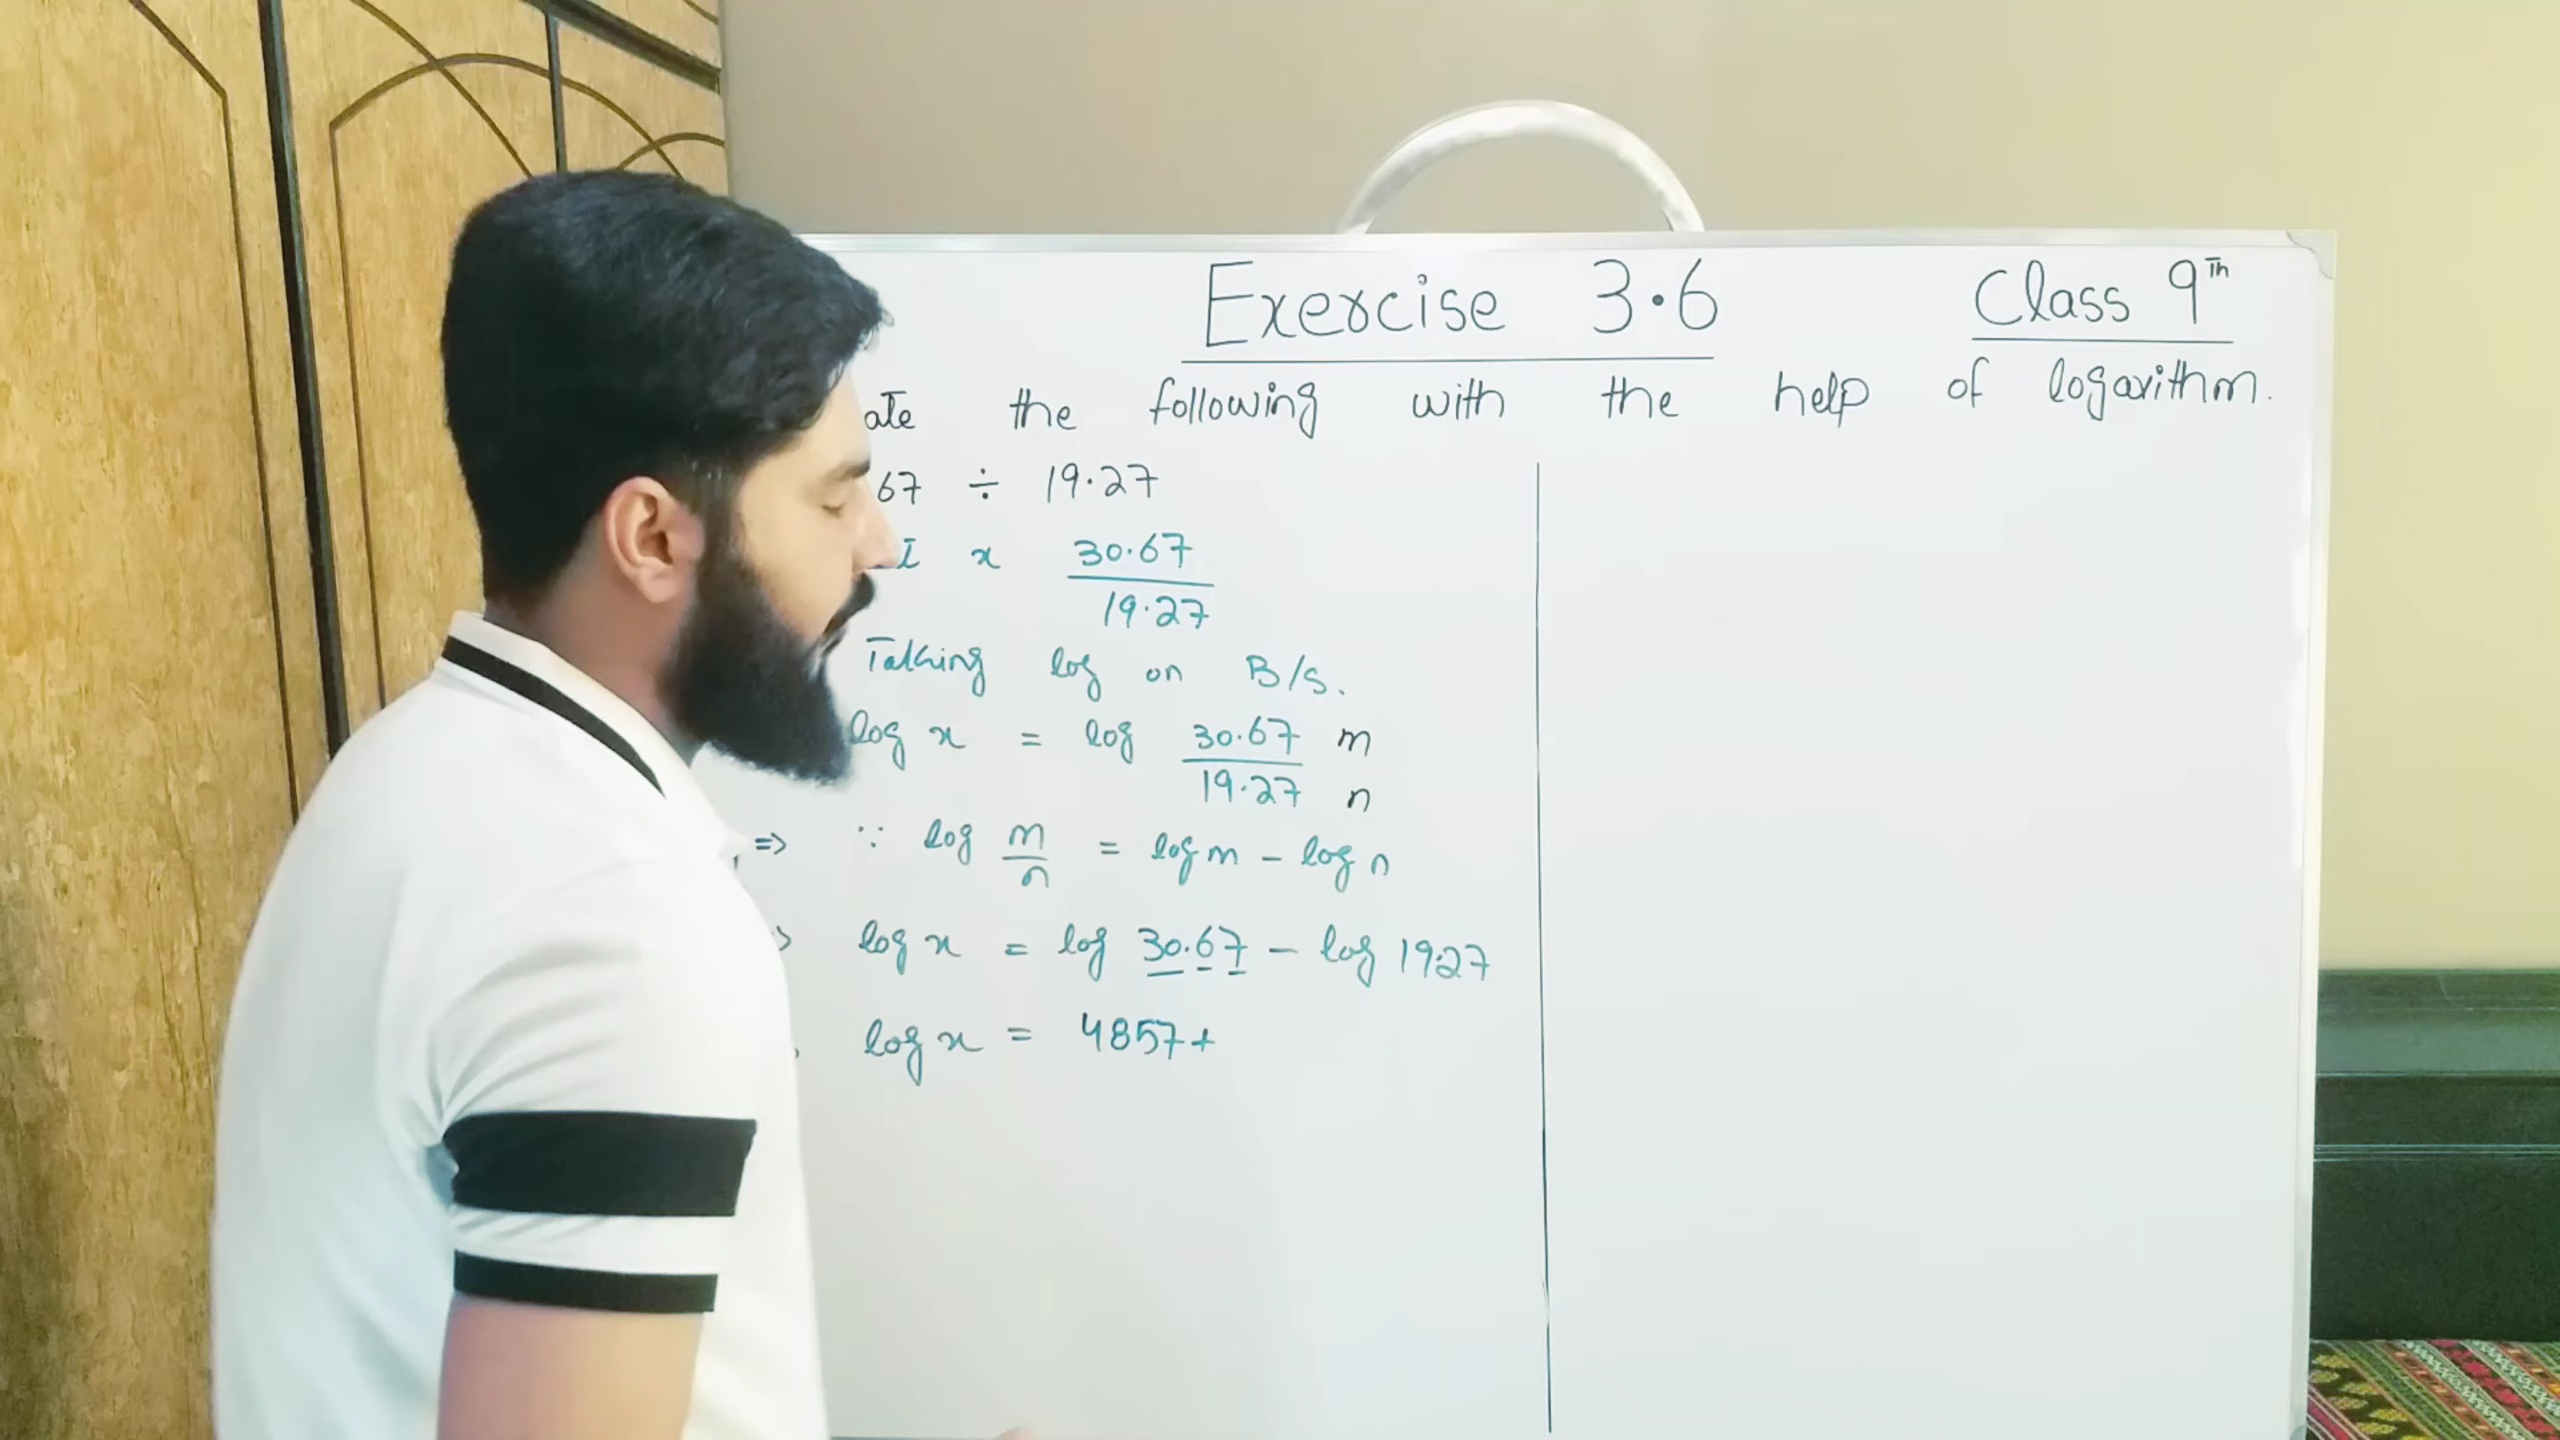 Exercise 3.6
Class 9Th
ate the following with the help of logarithm.
67 ÷ 19.27
I x 30.67
19.27
Talking log on B/S.
log x = log 30.67 m
19.27 n
=> ∵ log m = log m - log n
n
> log x = log 30.67 - log 19.27
log x = 4857+